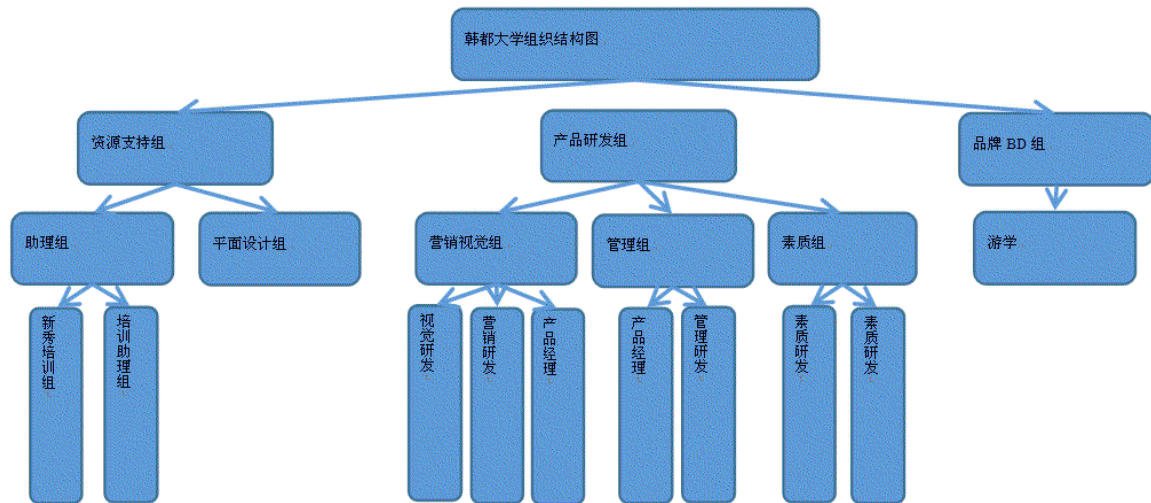 韩都大学组织结构图
资源支持组
产品研发组
品牌 BD 组
助理组
平面设计组
营销视觉组
管理组
素质组
游学
新秀培训组
培训助理组
视觉研发
营销研发
产品经理
产品经理
管理研发
素质研发
素质研发